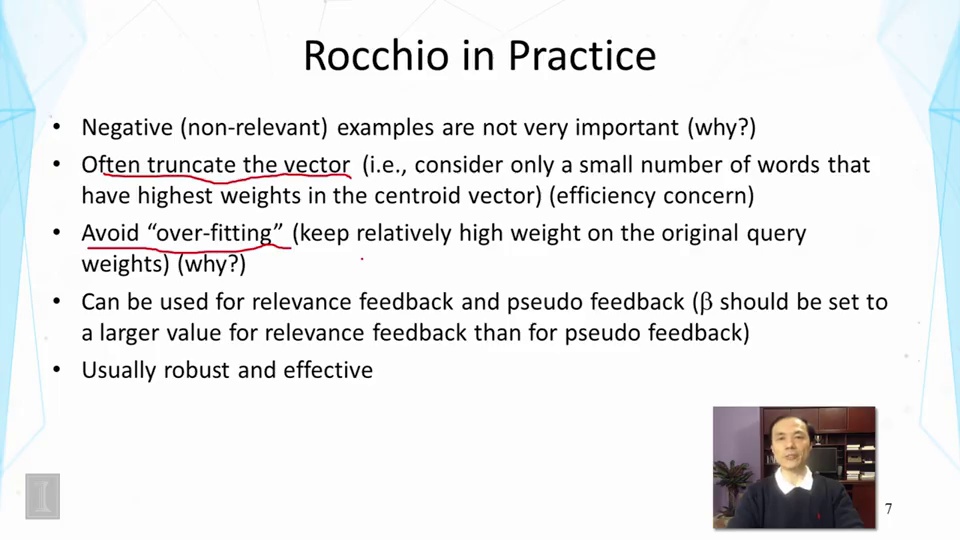 Rocchio in Practice
• Negative (non-relevant) examples are not very important (why?)
• Often truncate the vector (i.e., consider only a small number of words that
have highest weights in the centroid vector) (efficiency concern)
• Avoid “over-fitting” (keep relatively high weight on the original query
weights) (why?)
• Can be used for relevance feedback and pseudo feedback (β should be set to
a larger value for relevance feedback than for pseudo feedback)
• Usually robust and effective
I
7